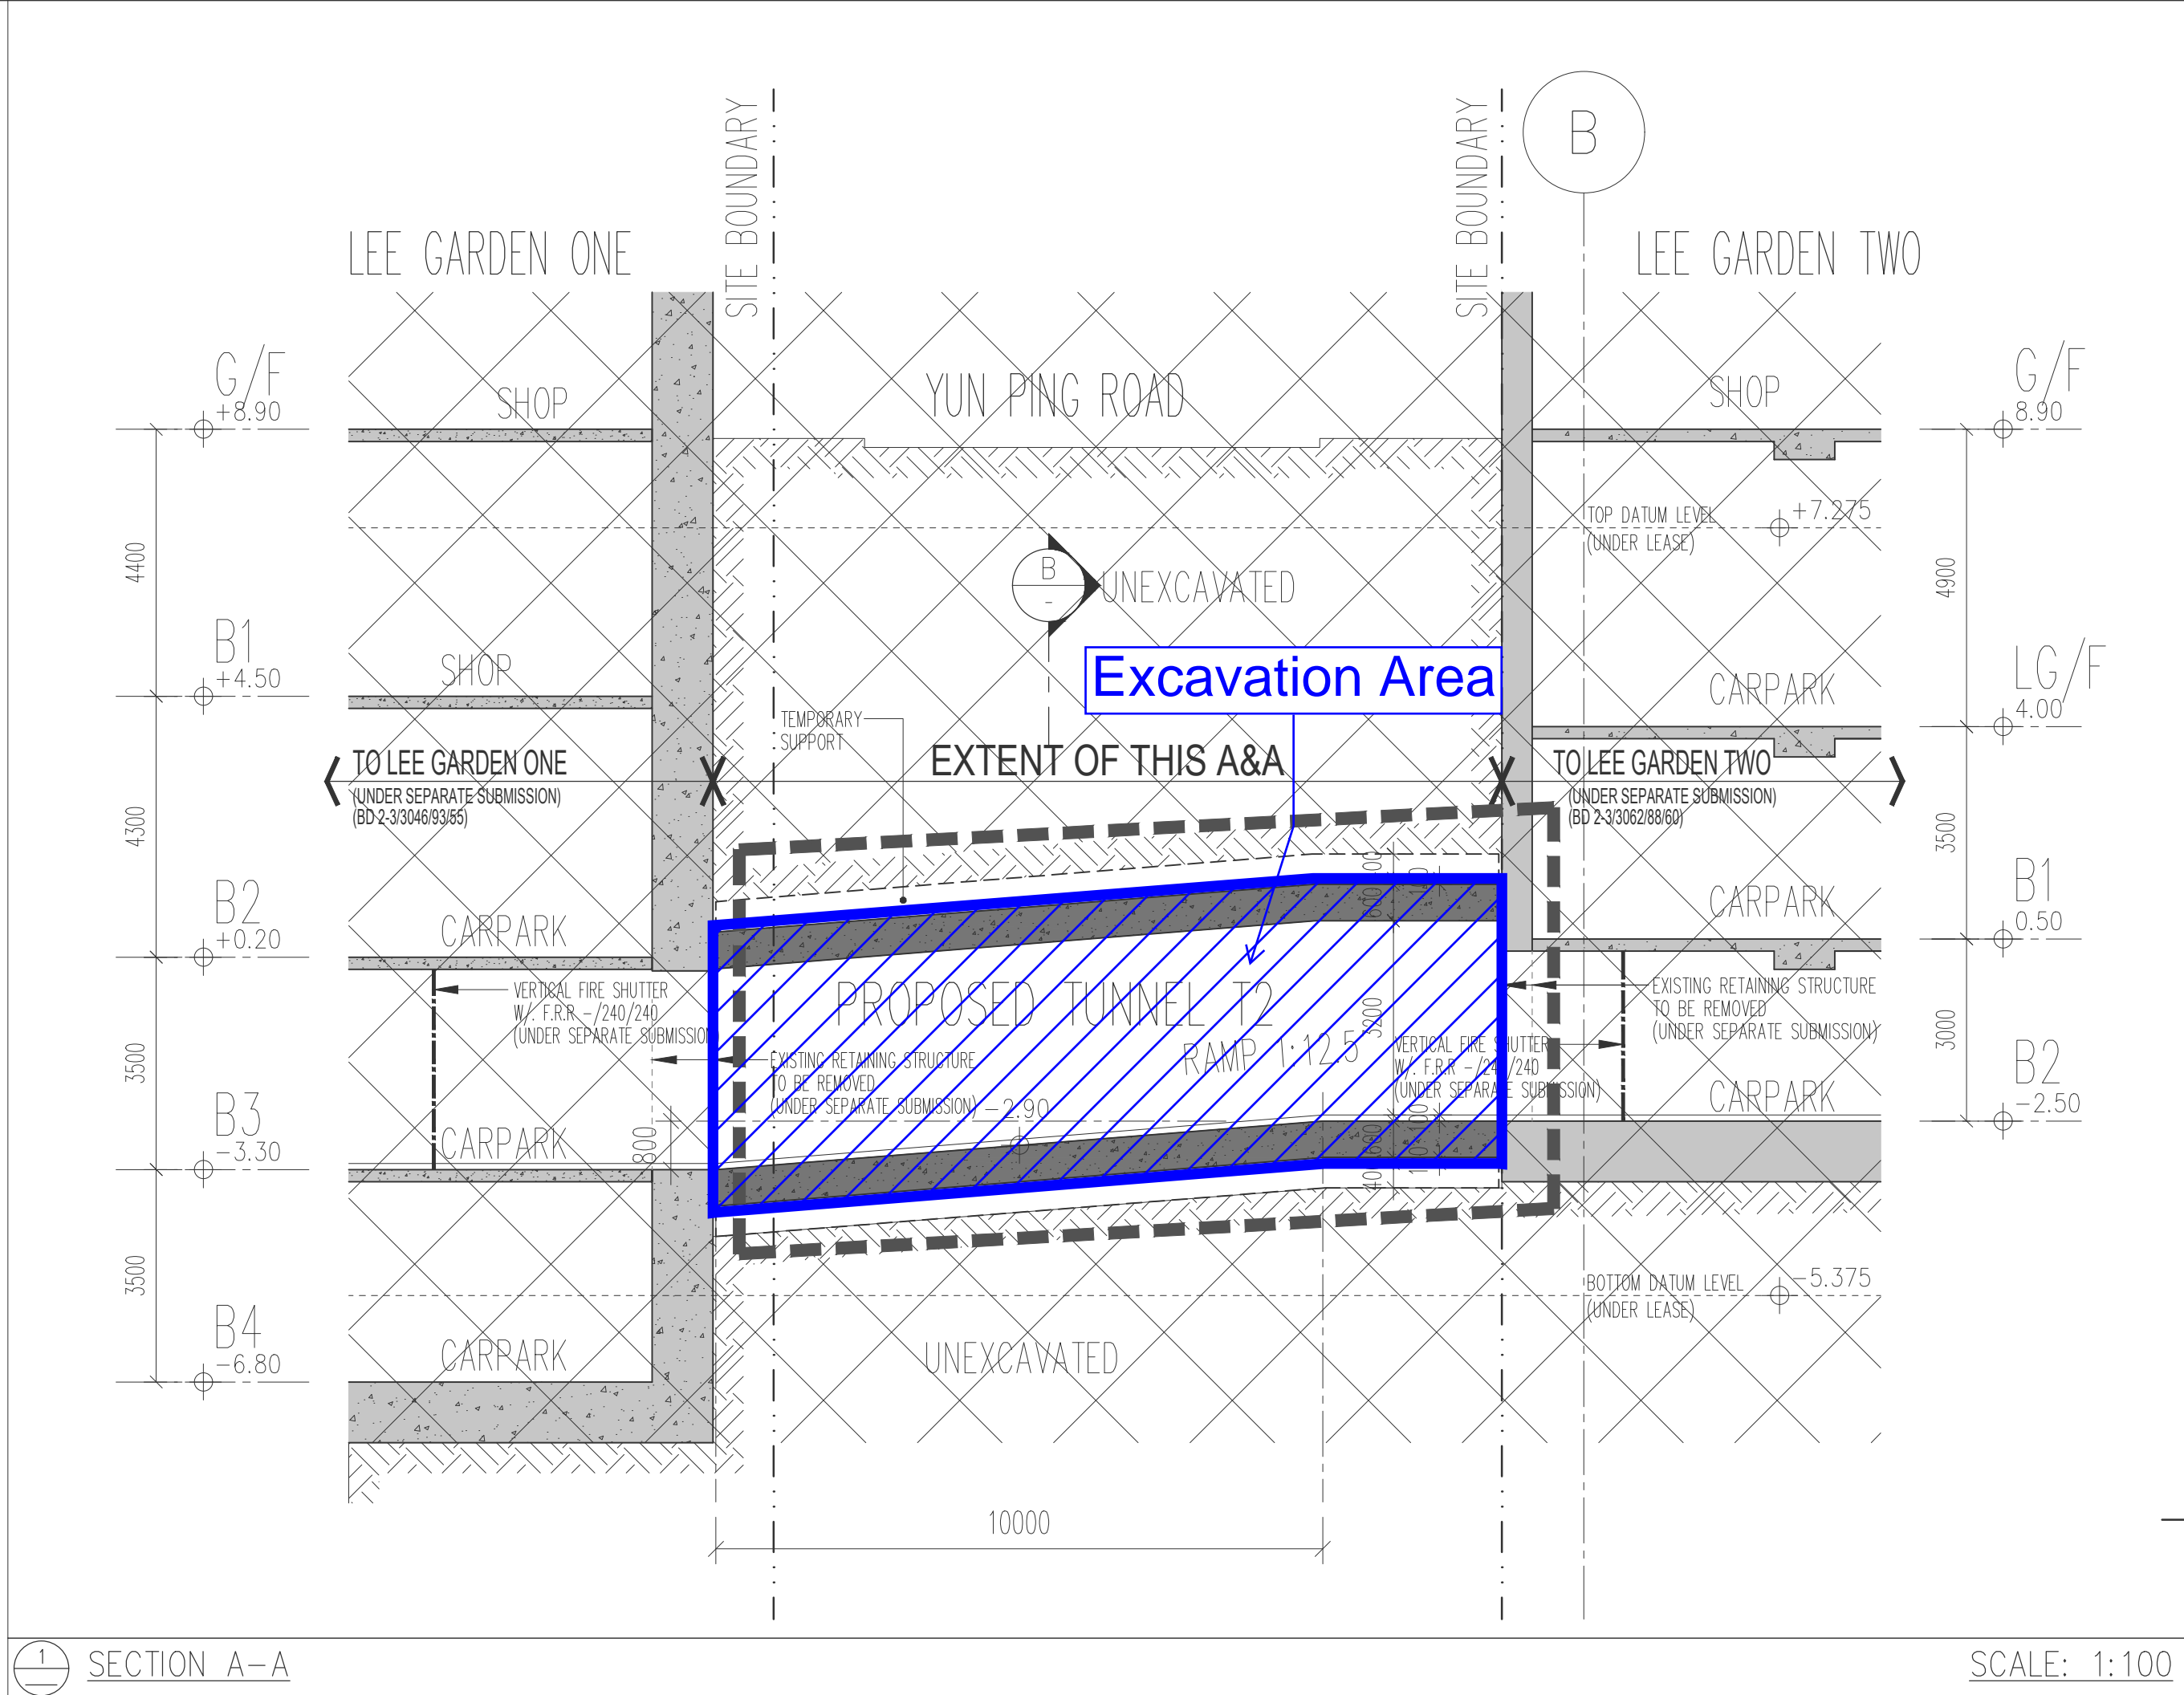 SITE BOUNDARY
SITE BOUNDARY
B
LEE GARDEN ONE
LEE GARDEN TWO
YUN PING ROAD
G/F
+8.90
SHOP
SHOP
G/F
8.90
TOP DATUM LEVEL
(UNDER LEASE)
+7.275
4400
B
-
UNEXCAVATED
4900
B1
+4.50
SHOP
Excavation Area
CARPARK
LG/F
4.00
TEMPORARY
SUPPORT
EXTENT OF THIS A&A
TO LEE GARDEN ONE
(UNDER SEPARATE SUBMISSION)
(BD 2-3/3046/93/55)
TO LEE GARDEN TWO
(UNDER SEPARATE SUBMISSION)
(BD 2-3/3062/88/60)
4300
3500
B2
+0.20
CARPARK
CARPARK
B1
0.50
VERTICAL FIRE SHUTTER
W/. F.R.R -/240/240
(UNDER SEPARATE SUBMISSION)
PROPOSED TUNNEL T2
RAMP 1:12.5
3200
EXISTING RETAINING STRUCTURE
TO BE REMOVED
(UNDER SEPARATE SUBMISSION)
EXISTING RETAINING STRUCTURE
TO BE REMOVED
(UNDER SEPARATE SUBMISSION)
VERTICAL FIRE SHUTTER
W/. F.R.R -/240/240
(UNDER SEPARATE SUBMISSION)
3500
3000
-2.90
800
B3
-3.30
CARPARK
CARPARK
B2
-2.50
3500
BOTTOM DATUM LEVEL
(UNDER LEASE)
-5.375
B4
-6.80
CARPARK
UNEXCAVATED
10000
1
SECTION A-A
SCALE: 1:100